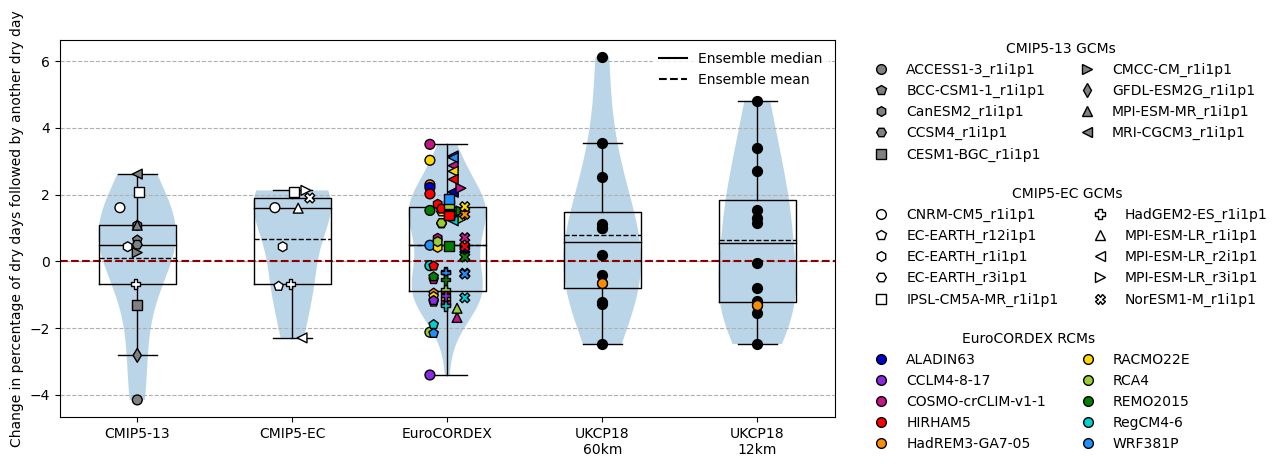 Change in percentage of dry days followed by another dry day
6
4
2
0
−2
−4
Ensemble median
Ensemble mean
CMIP5-13
CMIP5-EC
EuroCORDEX
UKCP18
60km
UKCP18
12km
CMIP5-13 GCMs
ACCESS1-3_r1i1p1
BCC-CSM1-1_r1i1p1
CanESM2_r1i1p1
CCSM4_r1i1p1
CESM1-BGC_r1i1p1
CMCC-CM_r1i1p1
GFDL-ESM2G_r1i1p1
MPI-ESM-MR_r1i1p1
MRI-CGCM3_r1i1p1
CMIP5-EC GCMs
CNRM-CM5_r1i1p1
EC-EARTH_r12i1p1
EC-EARTH_r1i1p1
EC-EARTH_r3i1p1
IPSL-CM5A-MR_r1i1p1
HadGEM2-ES_r1i1p1
MPI-ESM-LR_r1i1p1
MPI-ESM-LR_r2i1p1
MPI-ESM-LR_r3i1p1
NorESM1-M_r1i1p1
EuroCORDEX RCMs
ALADIN63
CCLM4-8-17
COSMO-crCLIM-v1-1
HIRHAM5
HadREM3-GA7-05
RACMO22E
RCA4
REMO2015
RegCM4-6
WRF381P